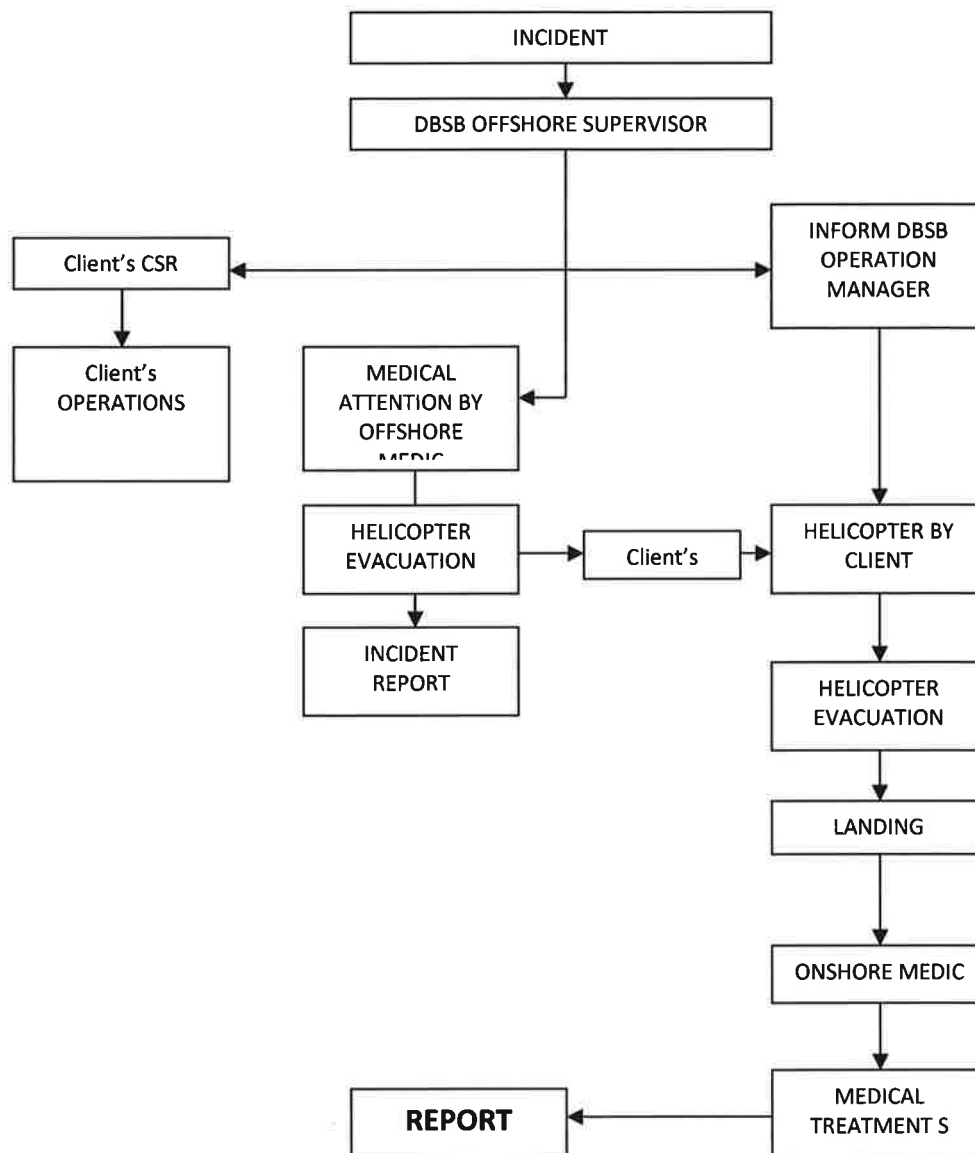 INCIDENT
DBSB OFFSHORE SUPERVISOR
INFORM DBSB
OPERATION
MANAGER
Client's CSR
Client's
OPERATIONS
MEDICAL
ATTENTION BY
OFFSHORE
MEDIC
HELICOPTER
EVACUATION
Client's
HELICOPTER BY
CLIENT
INCIDENT
REPORT
HELICOPTER
EVACUATION
LANDING
ONSHORE MEDIC
MEDICAL
TREATMENT S
REPORT